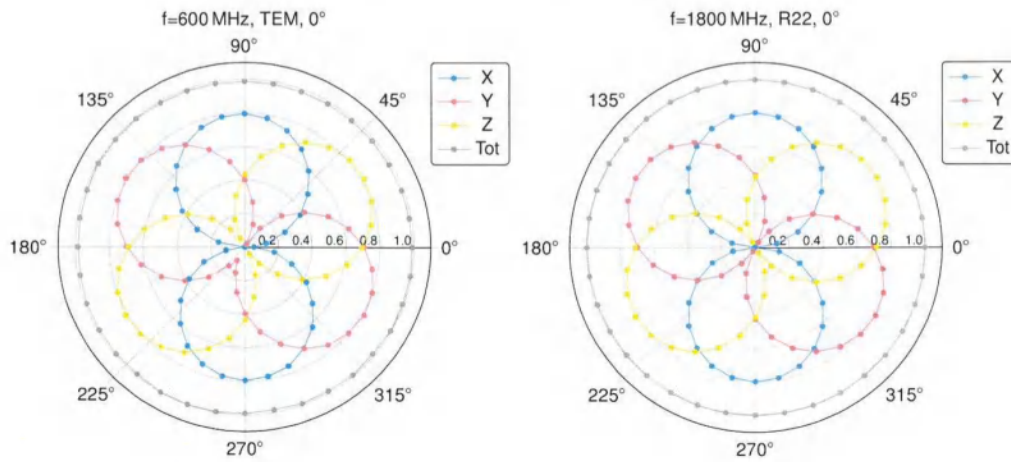 f=600 MHz, TEM, 0°
90°
135°
45°
X
Y
Z
Tot
180°
0.2 0.4 0.6 0.8 1.0
0°
225°
315°
270°
f=1800 MHz, R22, 0°
90°
135°
45°
X
Y
Z
Tot
180°
0.2 0.4 0.6 0.8 1.0
0°
225°
315°
270°